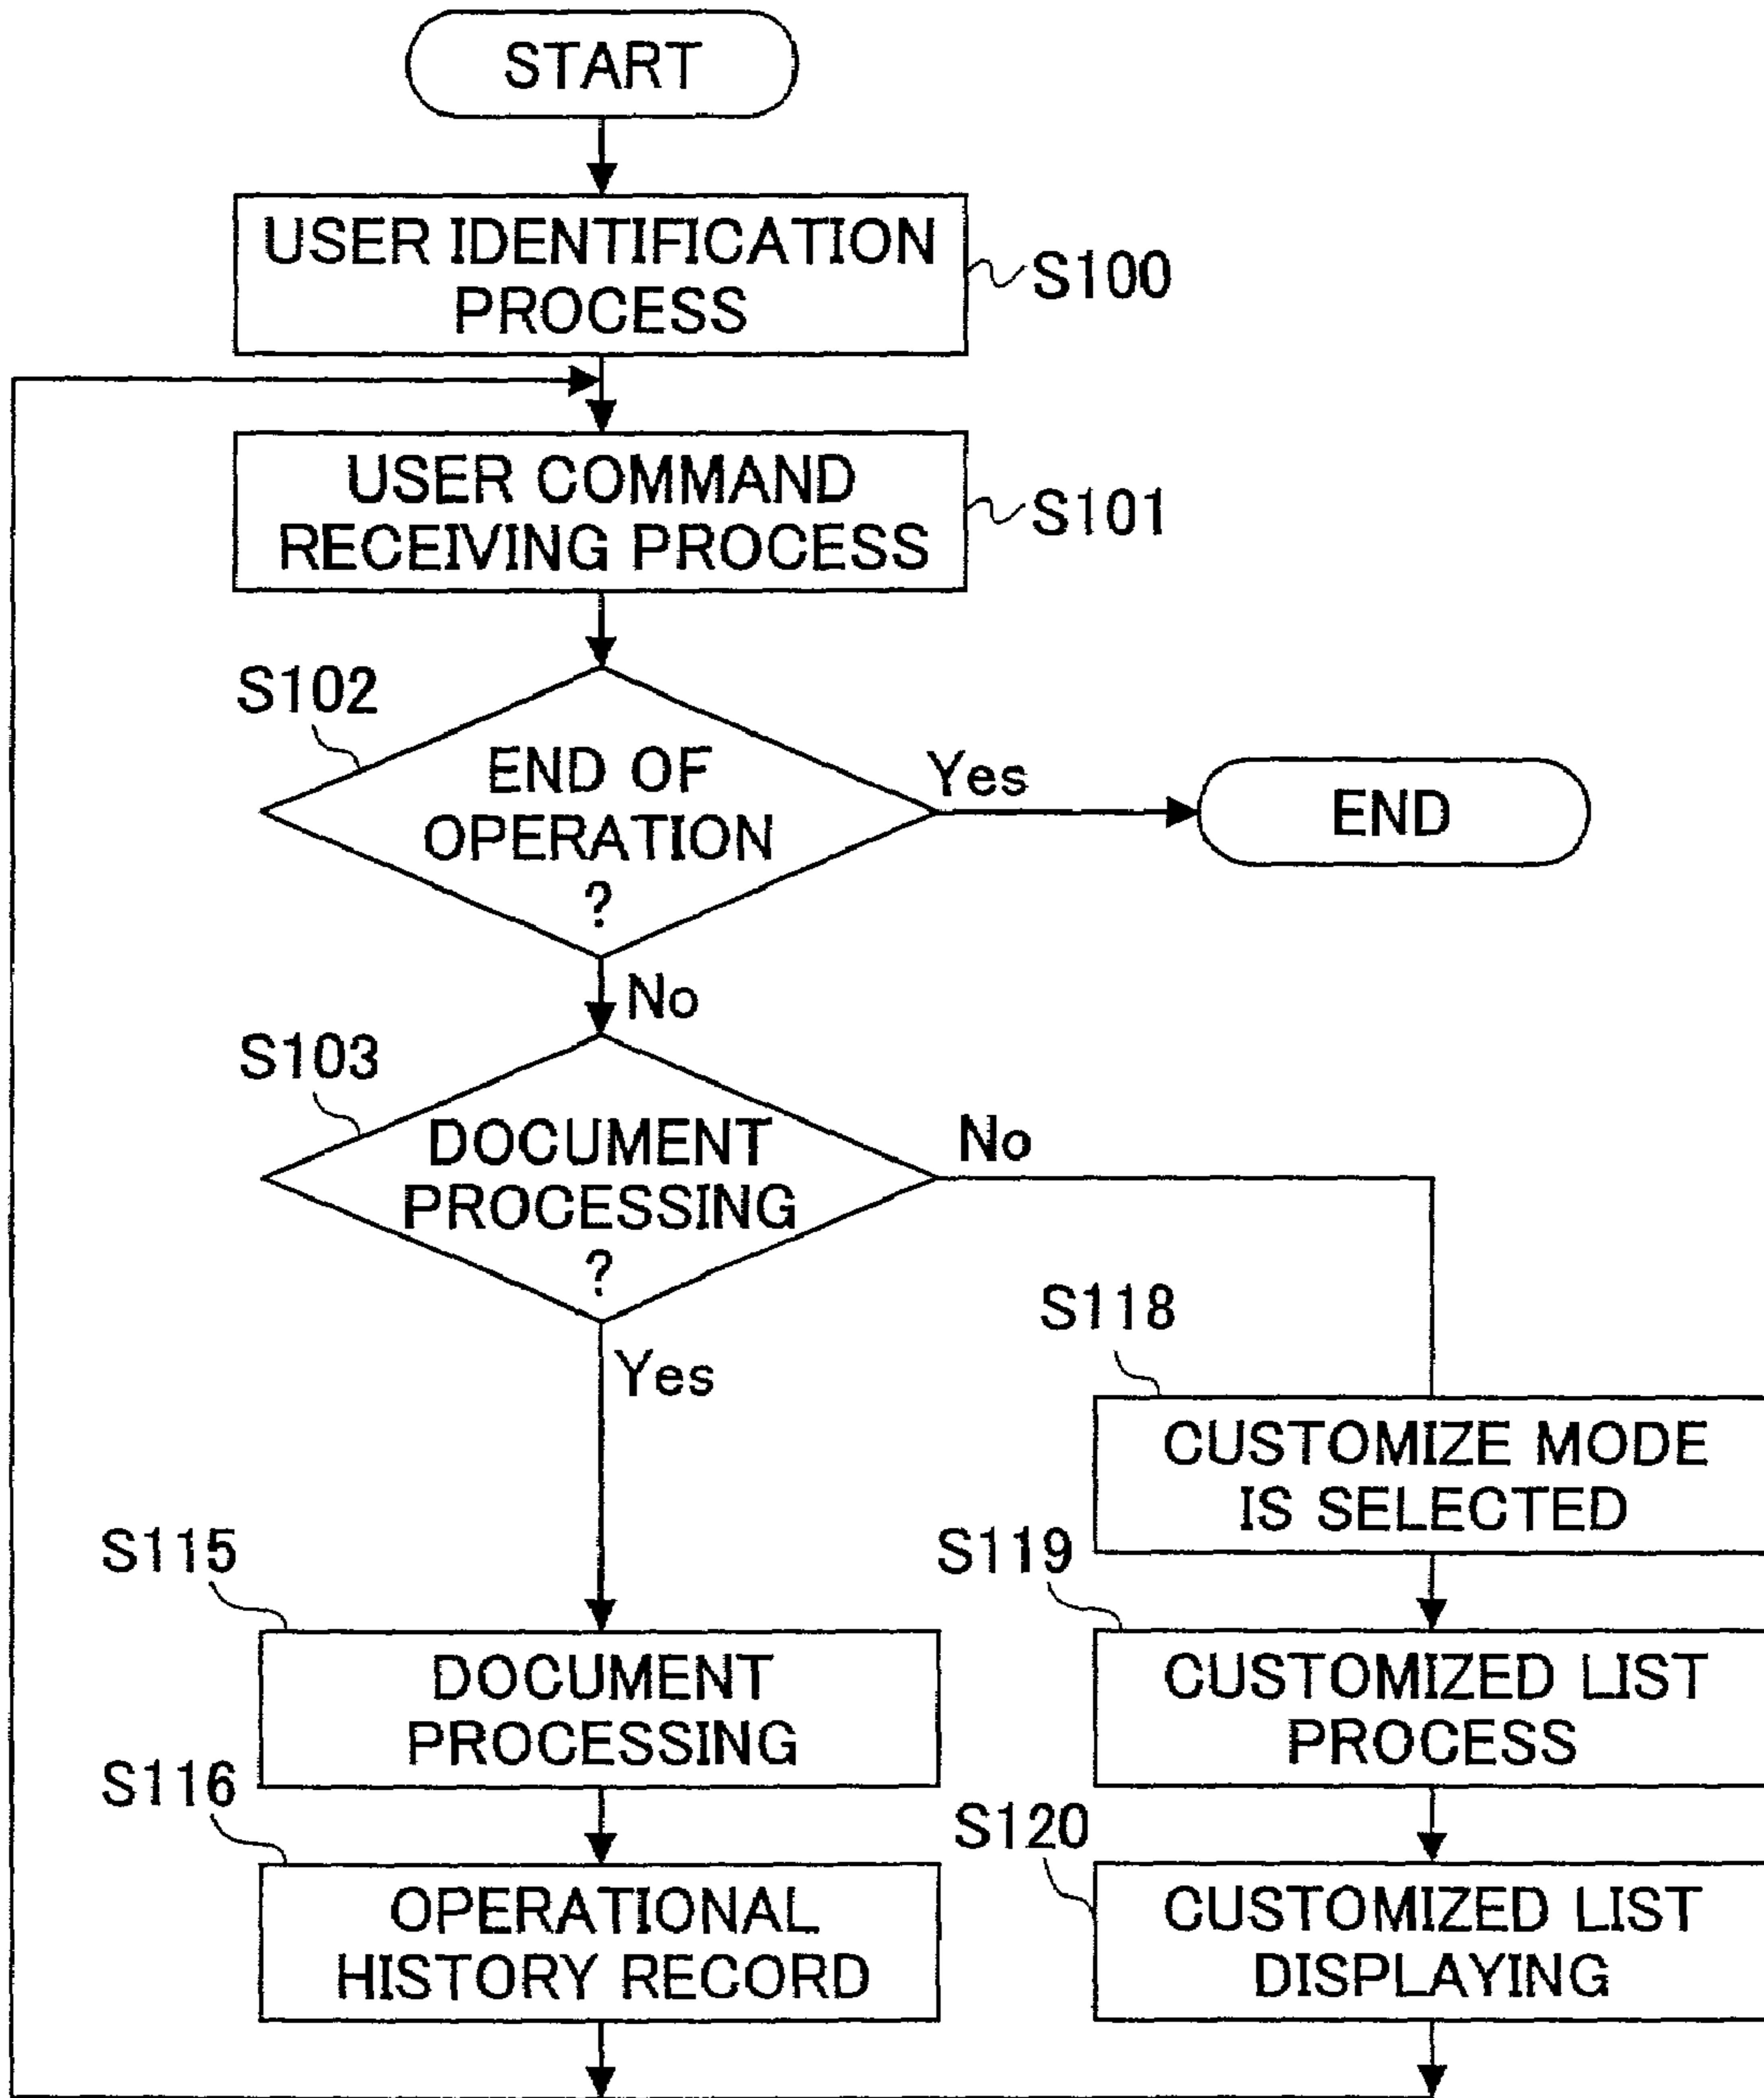 START
USER IDENTIFICATION
PROCESS
S100
USER COMMAND
RECEIVING PROCESS
S101
S102
END OF
OPERATION
?
Yes
END
No
S103
DOCUMENT
PROCESSING
?
No
Yes
S118
CUSTOMIZE MODE
IS SELECTED
S115
DOCUMENT
PROCESSING
S119
CUSTOMIZED LIST
PROCESS
S116
OPERATIONAL
HISTORY RECORD
S120
CUSTOMIZED LIST
DISPLAYING